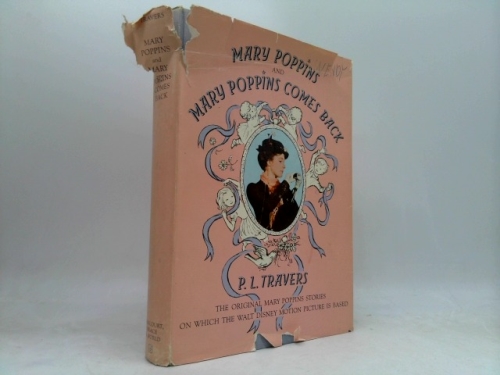 TRAVERS
MARY
POPPINS
and
MARY
POPPINS
COMES
BACK
MARY POPPINS
AND
MARY POPPINS COMES BACK
P. L. TRAVERS
THE ORIGINAL MARY POPPINS STORIES
ON WHICH THE WALT DISNEY MOTION PICTURE IS BASED